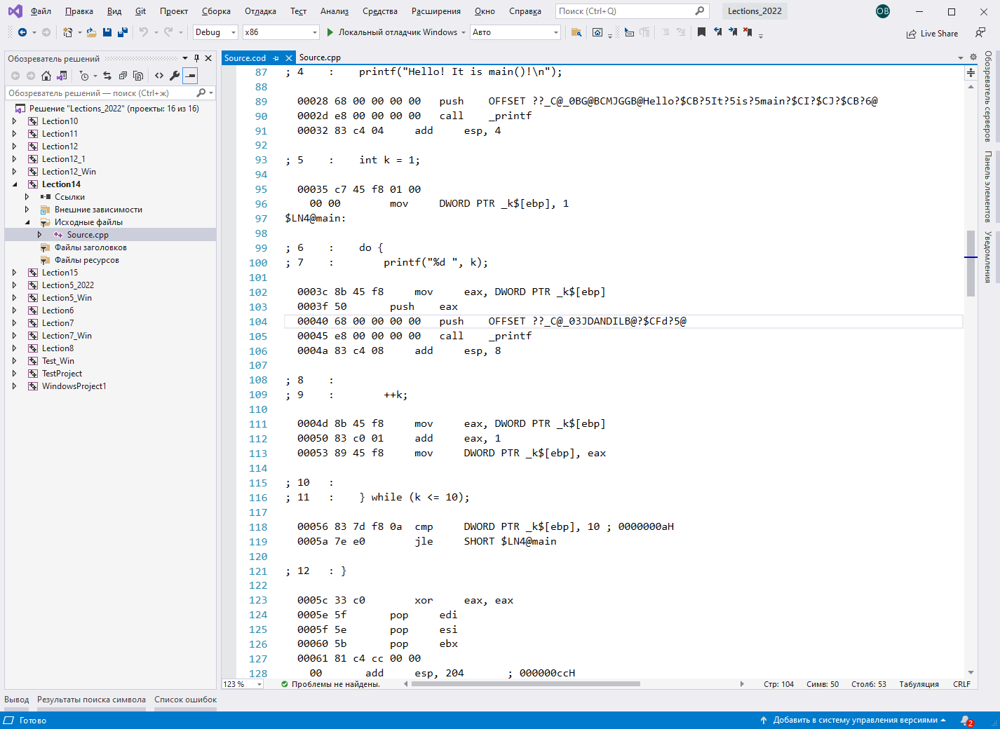 Файл Правка Вид Git Проект Сборка Отладка Тест Анализ Средства Расширения Окно Справка Поиск (Ctrl+Q) Lections_2022 OB
Debug x86 Локальный отладчик Windows Авто Live Share
Обозреватель решений
Обозреватель решений — поиск (Ctrl+ж)
Решение "Lections_2022" (проекты: 16 из 16)
Lection10
Lection11
Lection12
Lection12_1
Lection12_Win
Lection14
Ссылки
Внешние зависимости
Исходные файлы
Source.cpp
Файлы заголовков
Файлы ресурсов
Lection15
Lection5_2022
Lection5_Win
Lection6
Lection7
Lection7_Win
Lection8
Test_Win
TestProject
WindowsProject1
Source.cod Source.cpp
87 ; 4 : printf("Hello! It is main()!\n");
88
89 00028 68 00 00 00 00 push OFFSET ??_C@_0BG@BCMJGGB@Hello?$CB?5It?5is?5main?$CI?$CJ?$CB?6@
90 0002d e8 00 00 00 00 call _printf
91 00032 83 c4 04 add esp, 4
92
93 ; 5 : int k = 1;
94
95 00035 c7 45 f8 01 00
96 00 00 mov DWORD PTR _k$[ebp], 1
97 $LN4@main:
98
99 ; 6 : do {
100 ; 7 : printf("%d ", k);
101
102 0003c 8b 45 f8 mov eax, DWORD PTR _k$[ebp]
103 0003f 50 push eax
104 00040 68 00 00 00 00 push OFFSET ??_C@_03JDANDILB@?$CFd?5@
105 00045 e8 00 00 00 00 call _printf
106 0004a 83 c4 08 add esp, 8
107
108 ; 8 :
109 ; 9 : ++k;
110
111 0004d 8b 45 f8 mov eax, DWORD PTR _k$[ebp]
112 00050 83 c0 01 add eax, 1
113 00053 89 45 f8 mov DWORD PTR _k$[ebp], eax
114
115 ; 10 :
116 ; 11 : } while (k <= 10);
117
118 00056 83 7d f8 0a cmp DWORD PTR _k$[ebp], 10 ; 0000000aH
119 0005a 7e e0 jle SHORT $LN4@main
120
121 ; 12 : }
122
123 0005c 33 c0 xor eax, eax
124 0005e 5f pop edi
125 0005f 5e pop esi
126 00060 5b pop ebx
127 00061 81 c4 cc 00 00
128 00 add esp, 204 ; 000000ccH
123 % Проблемы не найдены. Стр: 104 Симв: 50 Столб: 53 Табуляция CRLF
Обозреватель серверов
Панель элементов
Уведомления
Вывод Результаты поиска символа Список ошибок
Готово Добавить в систему управления версиями 2